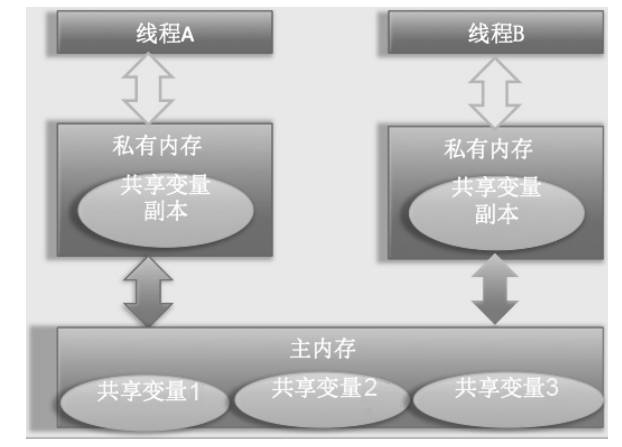 线程A
线程B
私有内存
共享变量
副本
私有内存
共享变量
副本
主内存
共享变量1
共享变量2
共享变量3